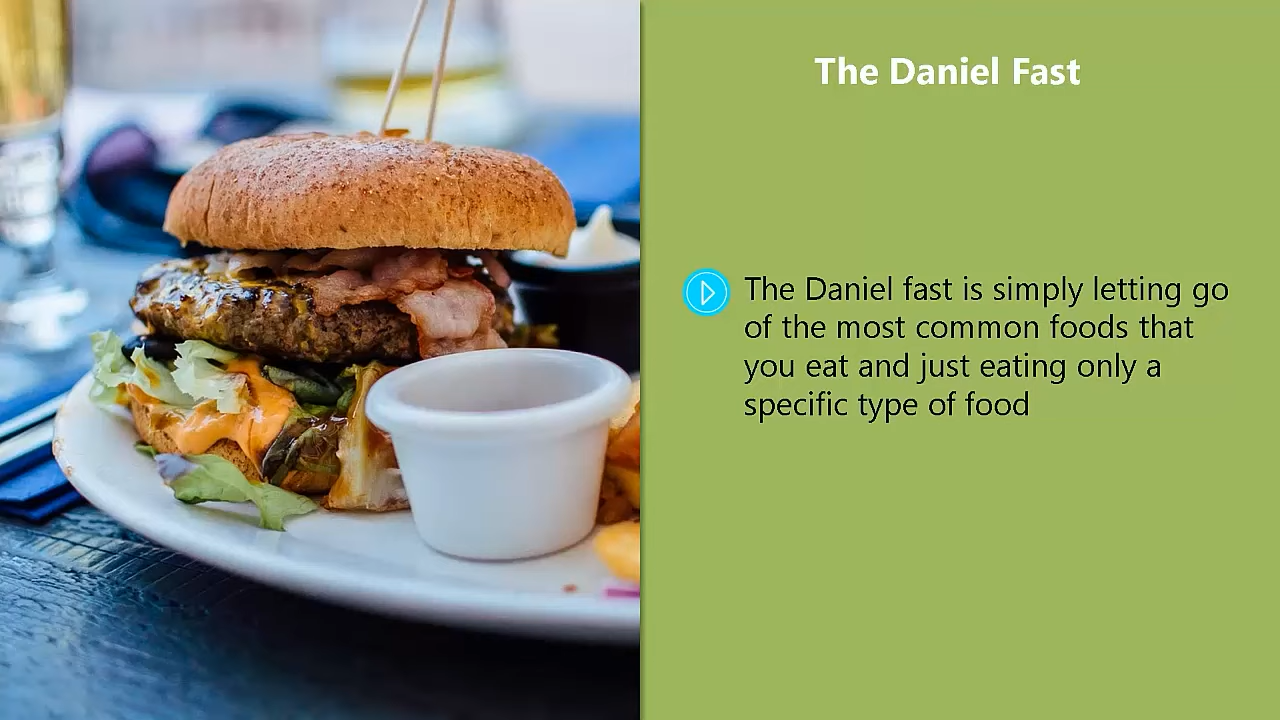 The Daniel Fast
The Daniel fast is simply letting go
of the most common foods that
you eat and just eating only a
specific type of food